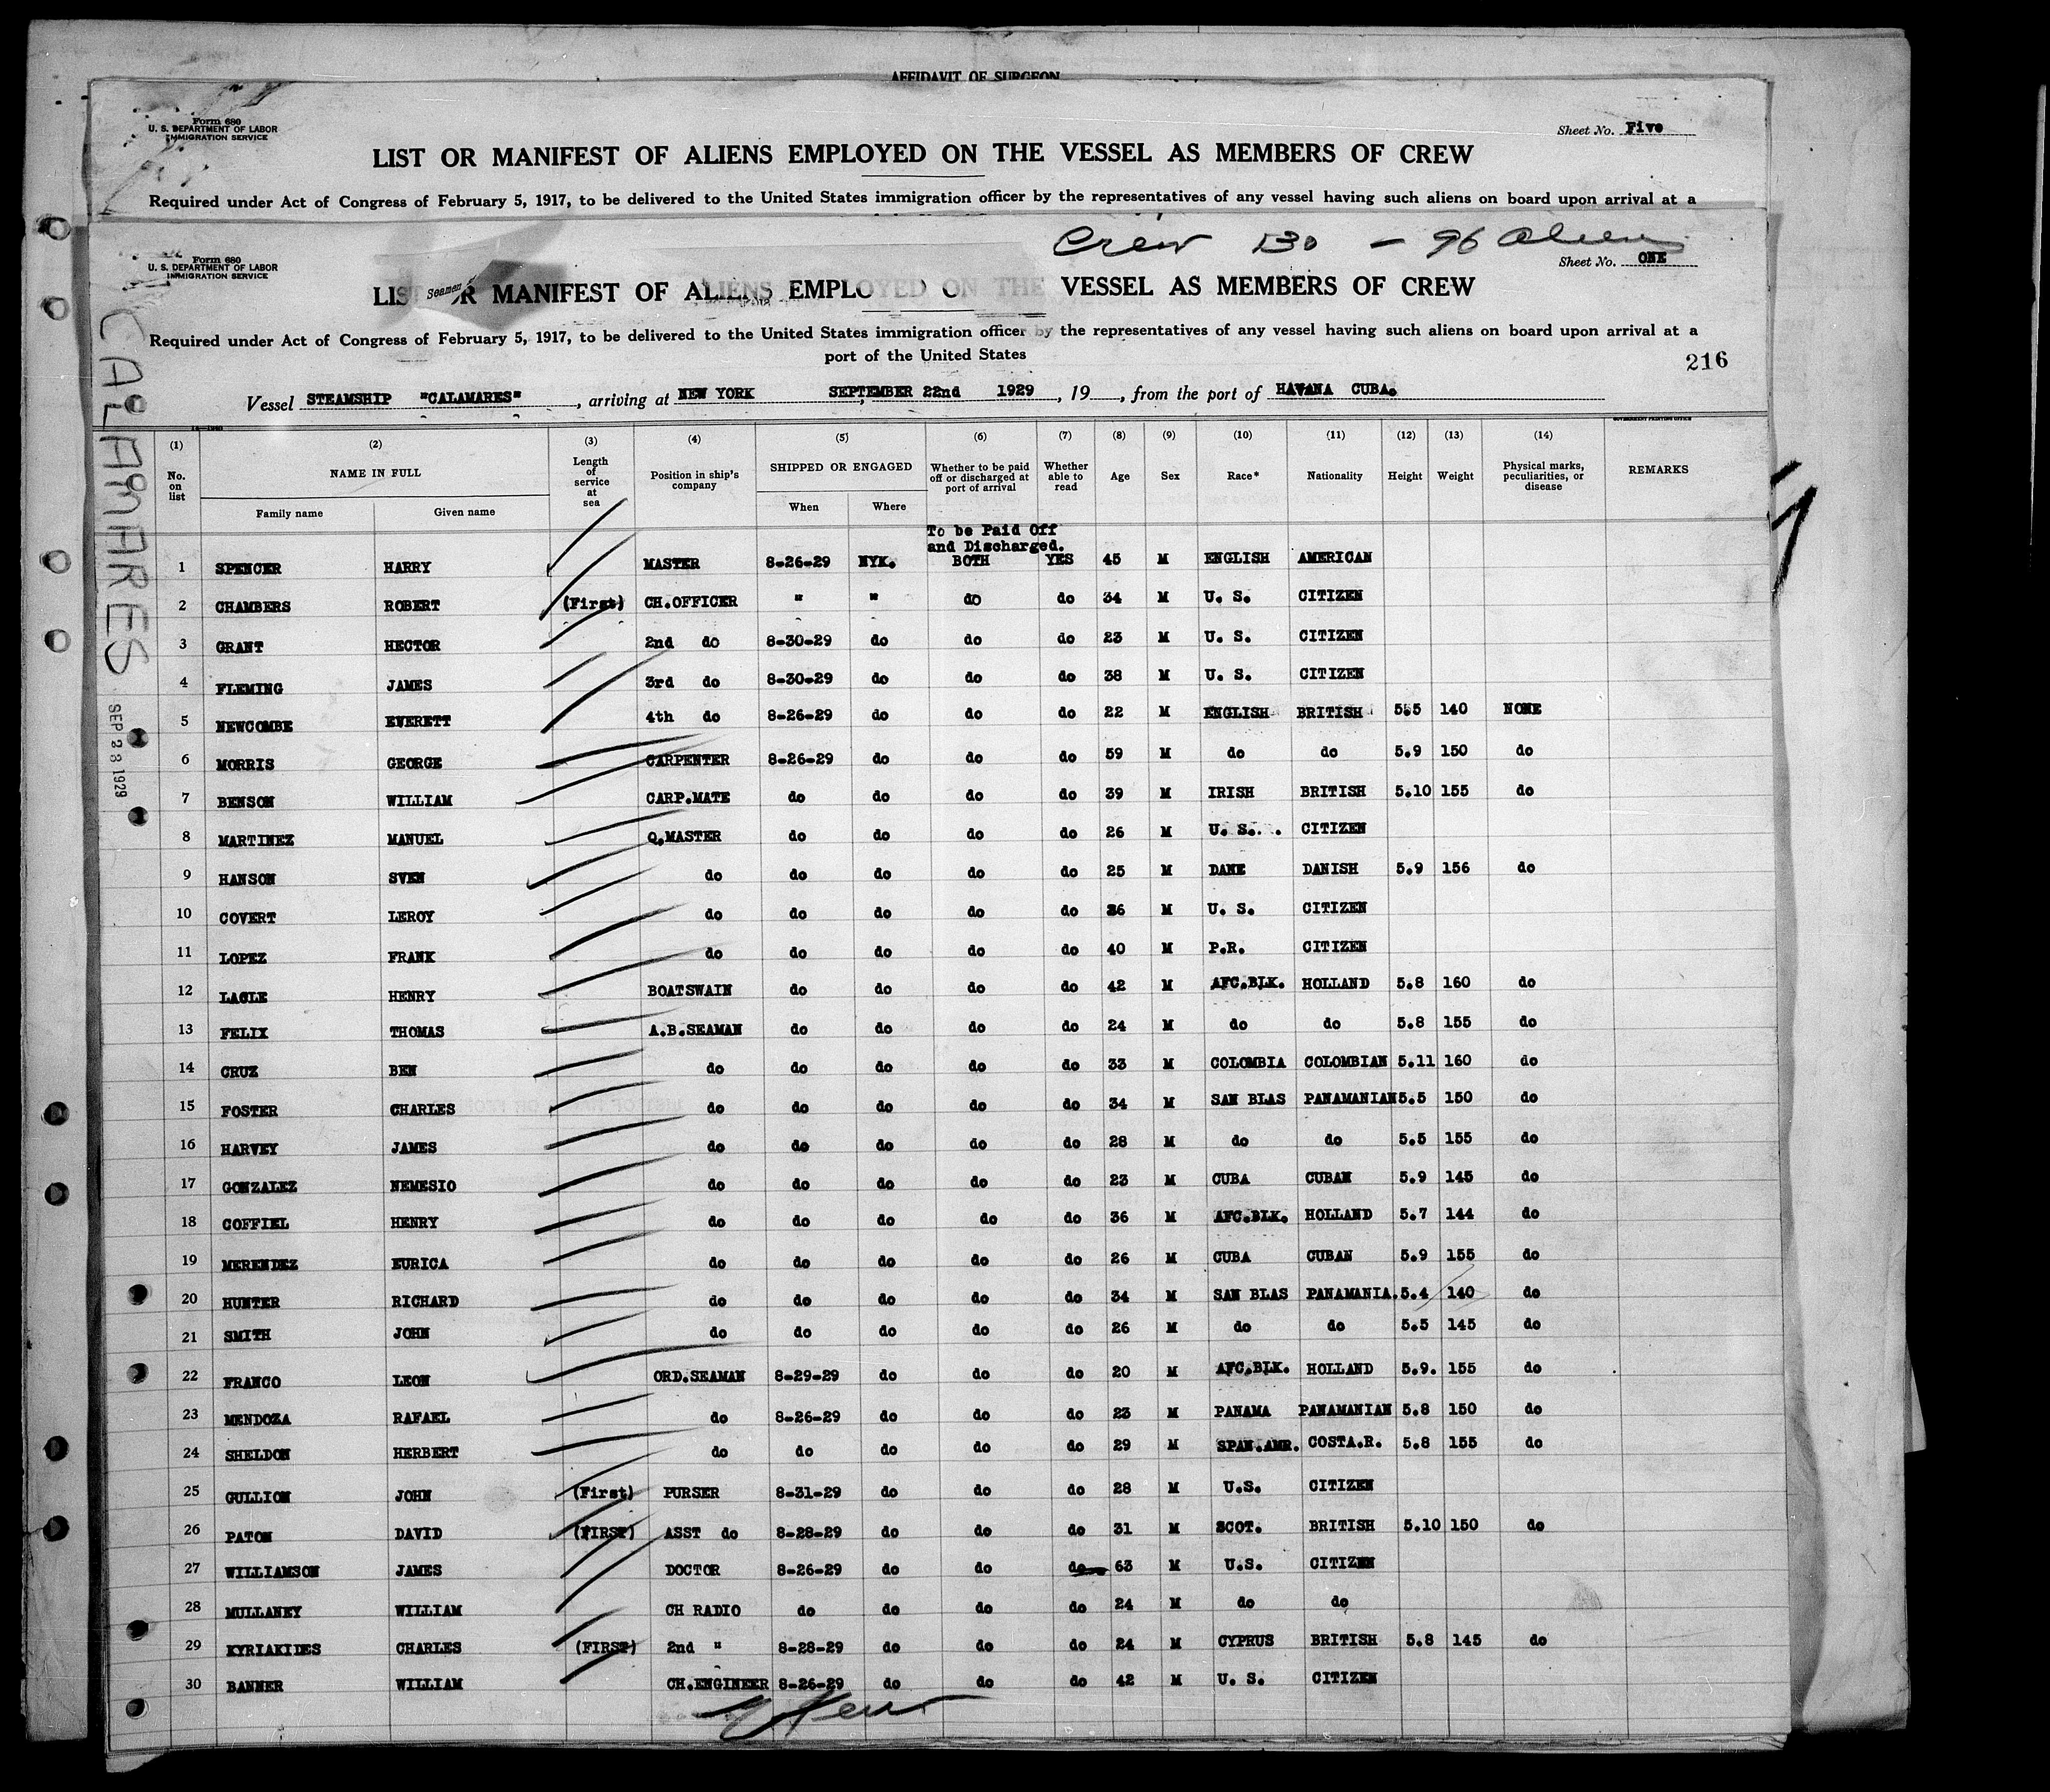 AFFIDAVIT OF SURGEON
Form 680
U. S. DEPARTMENT OF LABOR
IMMIGRATION SERVICE
Sheet No. Five
LIST OR MANIFEST OF ALIENS EMPLOYED ON THE VESSEL AS MEMBERS OF CREW
Required under Act of Congress of February 5, 1917, to be delivered to the United States immigration officer by the representatives of any vessel having such aliens on board upon arrival at a
Crew 130 - 96 Aliens
Form 680
U. S. DEPARTMENT OF LABOR
IMMIGRATION SERVICE
Sheet No. ONE
Seamen
LIST OR MANIFEST OF ALIENS EMPLOYED ON THE VESSEL AS MEMBERS OF CREW
Required under Act of Congress of February 5, 1917, to be delivered to the United States immigration officer by the representatives of any vessel having such aliens on board upon arrival at a
port of the United States
216
Vessel STEAMSHIP "CALAMARES", arriving at NEW YORK SEPTEMBER 22nd 1929, 19, from the port of HAVANA CUBA.
GOVERNMENT PRINTING OFFICE
CALAMARES
SEP 23 1929
(1) (2) (3) (4) (5) (6) (7) (8) (9) (10) (11) (12) (13) (14)
No. on list NAME IN FULL Length of service at sea Position in ship's company SHIPPED OR ENGAGED Whether to be paid off or discharged at port of arrival Whether able to read Age Sex Race* Nationality Height Weight Physical marks, peculiarities, or disease REMARKS
Family name Given name When Where
To be Paid Off
and Discharged.
1 SPENCER HARRY MASTER 8-26-29 NYK. BOTH YES 45 M ENGLISH AMERICAN
2 CHAMBERS ROBERT (First) CH.OFFICER " " do do 34 M U. S. CITIZEN
3 GRANT HECTOR 2nd do 8-30-29 do do do 23 M U. S. CITIZEN
4 FLEMING JAMES 3rd do 8-30-29 do do do 38 M U. S. CITIZEN
5 NEWCOMBE EVERETT 4th do 8-26-29 do do do 22 M ENGLISH BRITISH 5.5 140 NONE
6 MORRIS GEORGE CARPENTER 8-26-29 do do do 59 M do do 5.9 150 do
7 BENSON WILLIAM CARP.MATE do do do do 39 M IRISH BRITISH 5.10 155 do
8 MARTINEZ MANUEL Q.MASTER do do do do 26 M U. S. CITIZEN
9 HANSON SVEN do do do do do 25 M DANE DANISH 5.9 156 do
10 COVERT LEROY do do do do do 36 M U. S. CITIZEN
11 LOPEZ FRANK do do do do do 40 M P.R. CITIZEN
12 LACLE HENRY BOATSWAIN do do do do 42 M AFC.BLK. HOLLAND 5.8 160 do
13 FELIX THOMAS A.B.SEAMAN do do do do 24 M do do 5.8 155 do
14 CRUZ BEN do do do do do 33 M COLOMBIA COLOMBIAN 5.11 160 do
15 FOSTER CHARLES do do do do do 34 M SAN BLAS PANAMANIAN 5.5 150 do
16 HARVEY JAMES do do do do do 28 M do do 5.5 155 do
17 GONZALEZ NEMESIO do do do do do 23 M CUBA CUBAN 5.9 145 do
18 COFFIEL HENRY do do do do do 36 M AFC.BLK. HOLLAND 5.7 144 do
19 MERENDEZ EURICA do do do do do 26 M CUBA CUBAN 5.9 155 do
20 HUNTER RICHARD do do do do do 34 M SAN BLAS PANAMANIA. 5.4 140 do
21 SMITH JOHN do do do do do 26 M do do 5.5 145 do
22 FRANCO LEON ORD.SEAMAN 8-29-29 do do do 20 M AFC.BLK. HOLLAND 5.9. 155 do
23 MENDOZA RAFAEL do 8-26-29 do do do 23 M PANAMA PANAMANIAN 5.8 150 do
24 SHELDON HERBERT do do do do do 29 M SPAN.AMR. COSTA.R. 5.8 155 do
25 GULLION JOHN (First) PURSER 8-31-29 do do do 28 M U.S. CITIZEN
26 PATON DAVID (FIRST) ASST do 8-28-29 do do do 31 M SCOT. BRITISH 5.10 150 do
27 WILLIAMSON JAMES DOCTOR 8-26-29 do do do 63 M U.S. CITIZEN
28 MULLANEY WILLIAM CH RADIO do do do do 24 M do do
29 KYRIAKIDES CHARLES (FIRST) 2nd " 8-28-29 do do do 24 M CYPRUS BRITISH 5.8 145 do
30 BANNER WILLIAM CH.ENGINEER 8-26-29 do do do 42 M U. S. CITIZEN